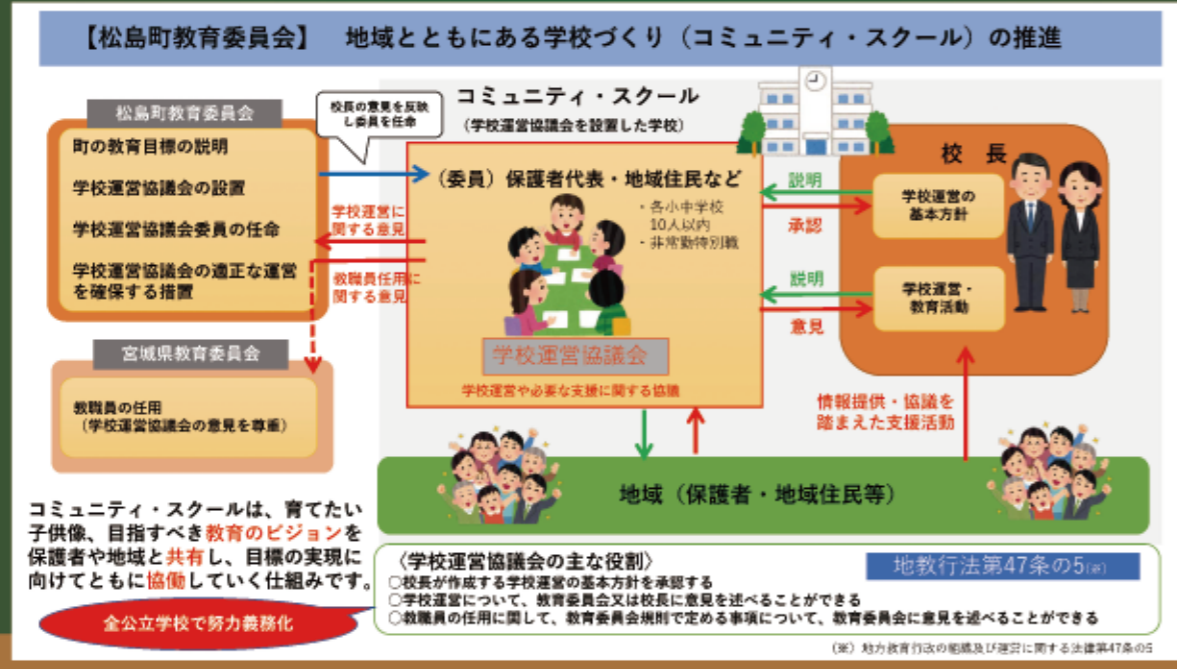 【松島町教育委員会】　地域とともにある学校づくり（コミュニティ・スクール）の推進
松島町教育委員会
町の教育目標の説明
学校運営協議会の設置
学校運営協議会委員の任命
学校運営協議会の適正な運営
を確保する措置
校長の意見を反映
し委員を任命
コミュニティ・スクール
（学校運営協議会を設置した学校）
（委員）保護者代表・地域住民など
・各小中学校
10人以内
・非常勤特別職
学校運営協議会
学校運営や必要な支援に関する協議
学校運営に
関する意見
教職員任用に
関する意見
校　長
学校運営の
基本方針
学校運営・
教育活動
説明
承認
説明
意見
宮城県教育委員会
教職員の任用
（学校運営協議会の意見を尊重）
情報提供・協議を
踏まえた支援活動
地域（保護者・地域住民等）
コミュニティ・スクールは、育てたい
子供像、目指すべき教育のビジョンを
保護者や地域と共有し、目標の実現に
向けてともに協働していく仕組みです。
全公立学校で努力義務化
〈学校運営協議会の主な役割〉
地教行法第47条の5(※)
○校長が作成する学校運営の基本方針を承認する
○学校運営について、教育委員会又は校長に意見を述べることができる
○教職員の任用に関して、教育委員会規則で定める事項について、教育委員会に意見を述べることができる
（※）地方教育行政の組織及び運営に関する法律第47条の5